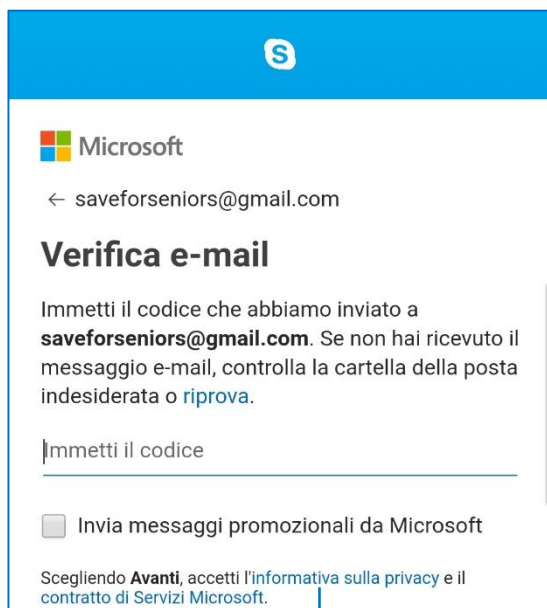 Microsoft
← saveforseniors@gmail.com
Verifica e-mail
Immetti il codice che abbiamo inviato a
saveforseniors@gmail.com. Se non hai ricevuto il
messaggio e-mail, controlla la cartella della posta
indesiderata o riprova.
Immetti il codice
Invia messaggi promozionali da Microsoft
Scegliendo Avanti, accetti l'informativa sulla privacy e il
contratto di Servizi Microsoft.